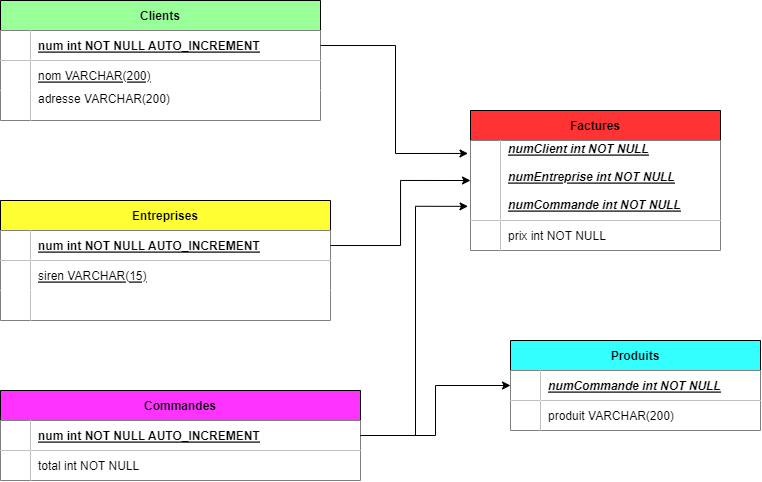 Clients
num int NOT NULL AUTO_INCREMENT
nom VARCHAR(200)
adresse VARCHAR(200)
Factures
numClient int NOT NULL
numEntreprise int NOT NULL
numCommande int NOT NULL
prix int NOT NULL
Entreprises
num int NOT NULL AUTO_INCREMENT
siren VARCHAR(15)
Produits
numCommande int NOT NULL
produit VARCHAR(200)
Commandes
num int NOT NULL AUTO_INCREMENT
total int NOT NULL